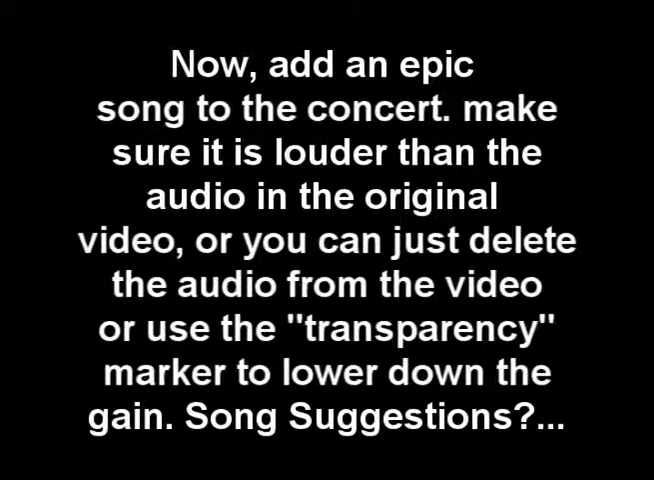 Now, add an epic
song to the concert. make
sure it is louder than the
audio in the original
video, or you can just delete
the audio from the video
or use the "transparency"
marker to lower down the
gain. Song Suggestions?...